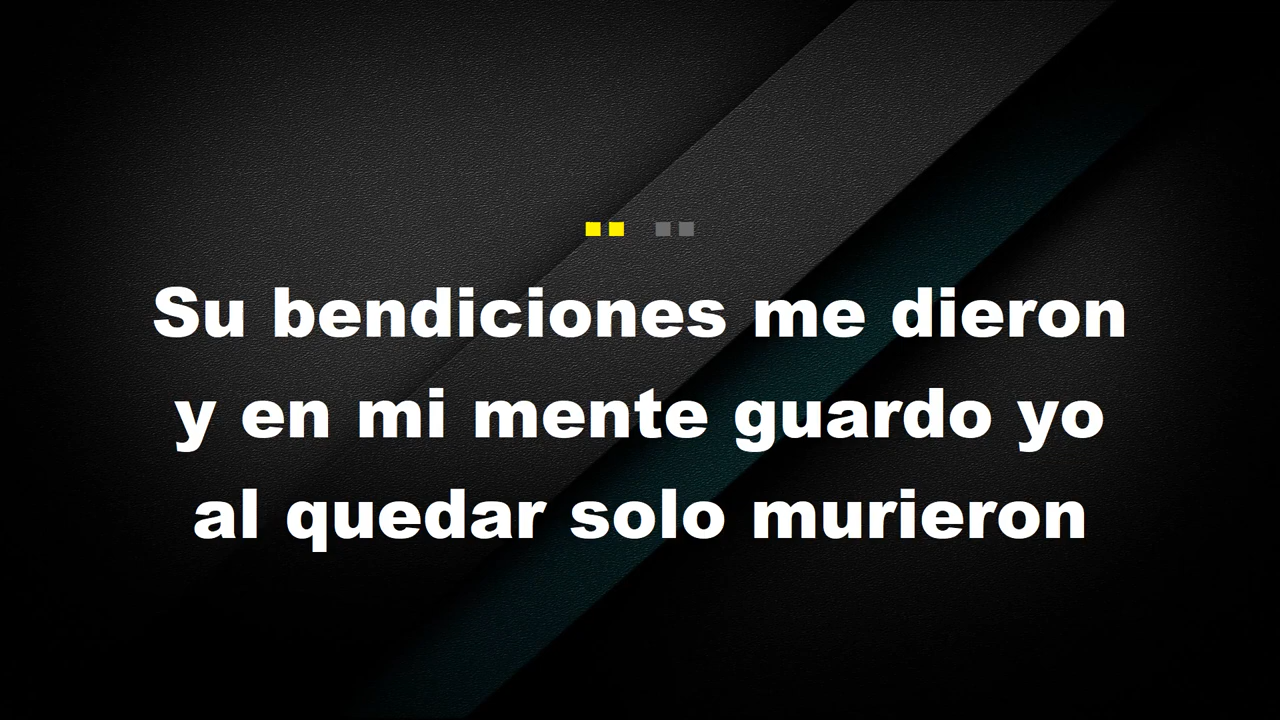 Su bendiciones me dieron
y en mi mente guardo yo
al quedar solo murieron